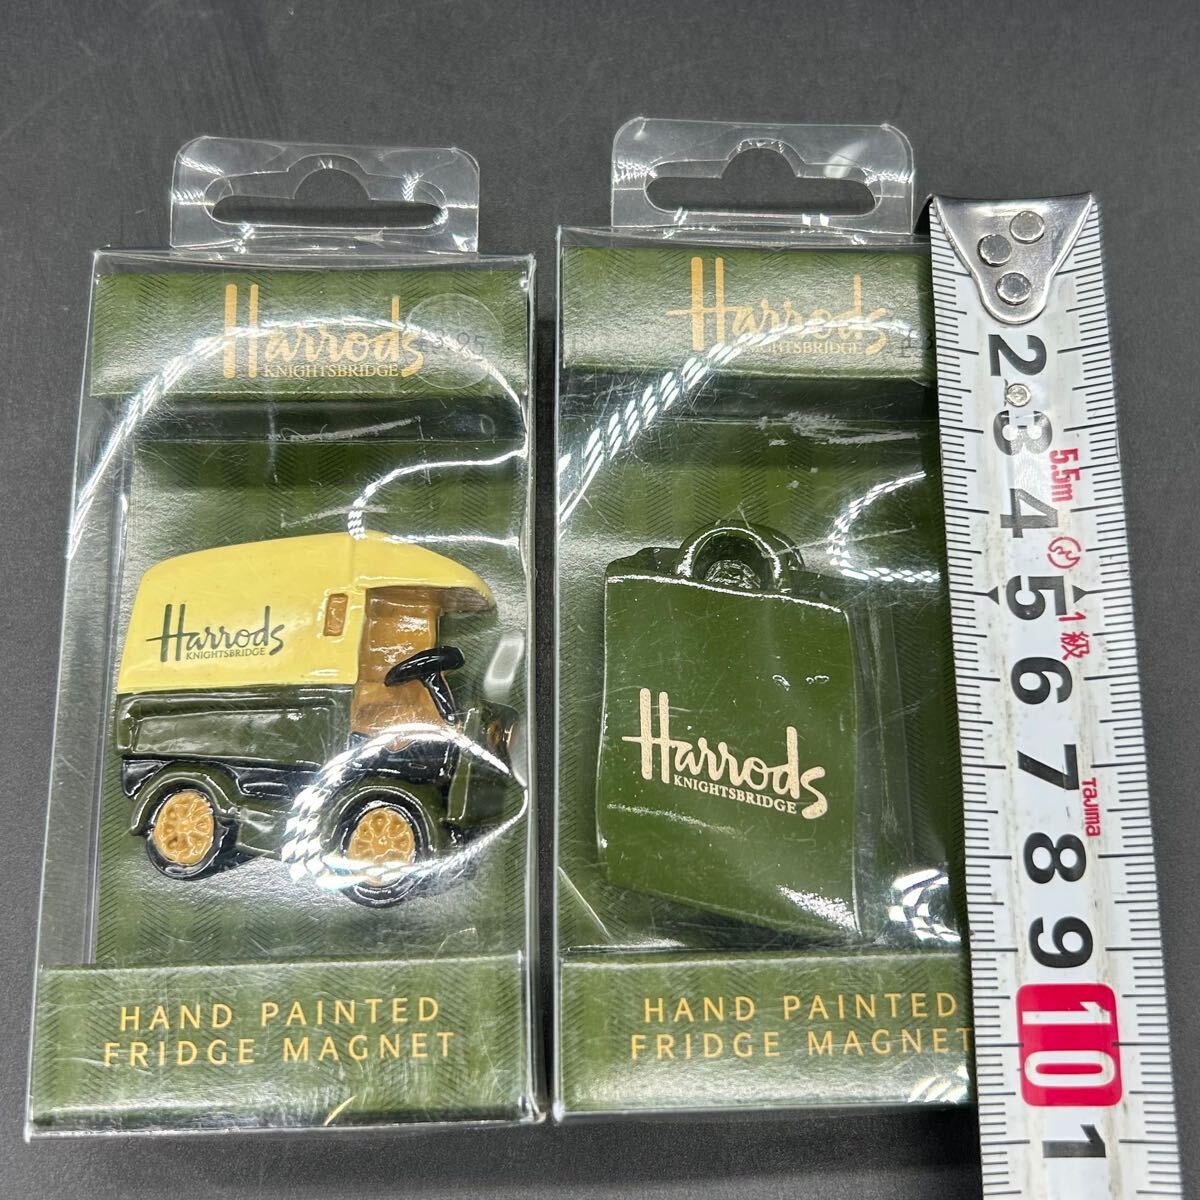 Harrods
KNIGHTSBRIDGE
Harrods
KNIGHTSBRIDGE
HAND PAINTED
FRIDGE MAGNET
Harrods
KNIGHTSBRIDGE
Harrods
KNIGHTSBRIDGE
HAND PAINTED
FRIDGE MAGNET
2
3
4
5
6
7
8
9
10
1
5.5m
1級
TAJIMA